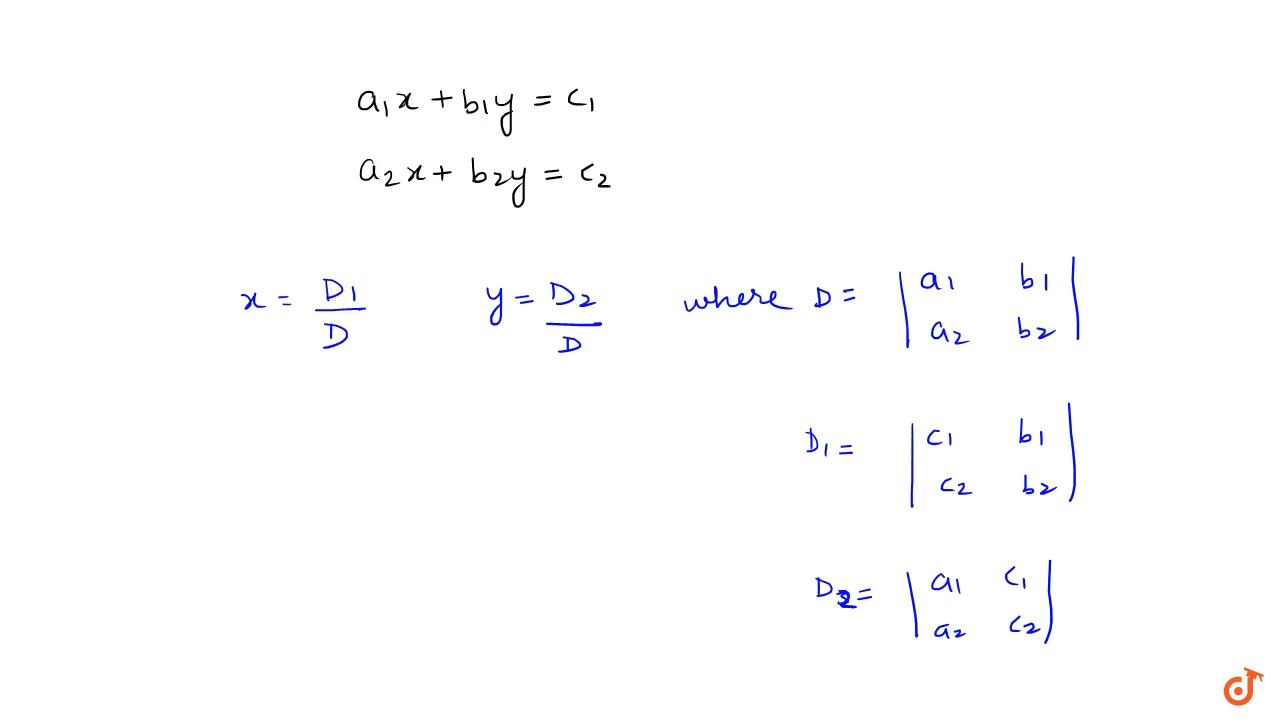 a₁x + b₁y = c₁
a₂x + b₂y = c₂
x = D₁/D y = D₂/D where D = | a₁ b₁ |
| a₂ b₂ |
D₁ = | c₁ b₁ |
| c₂ b₂ |
D₂ = | a₁ c₁ |
| a₂ c₂ |